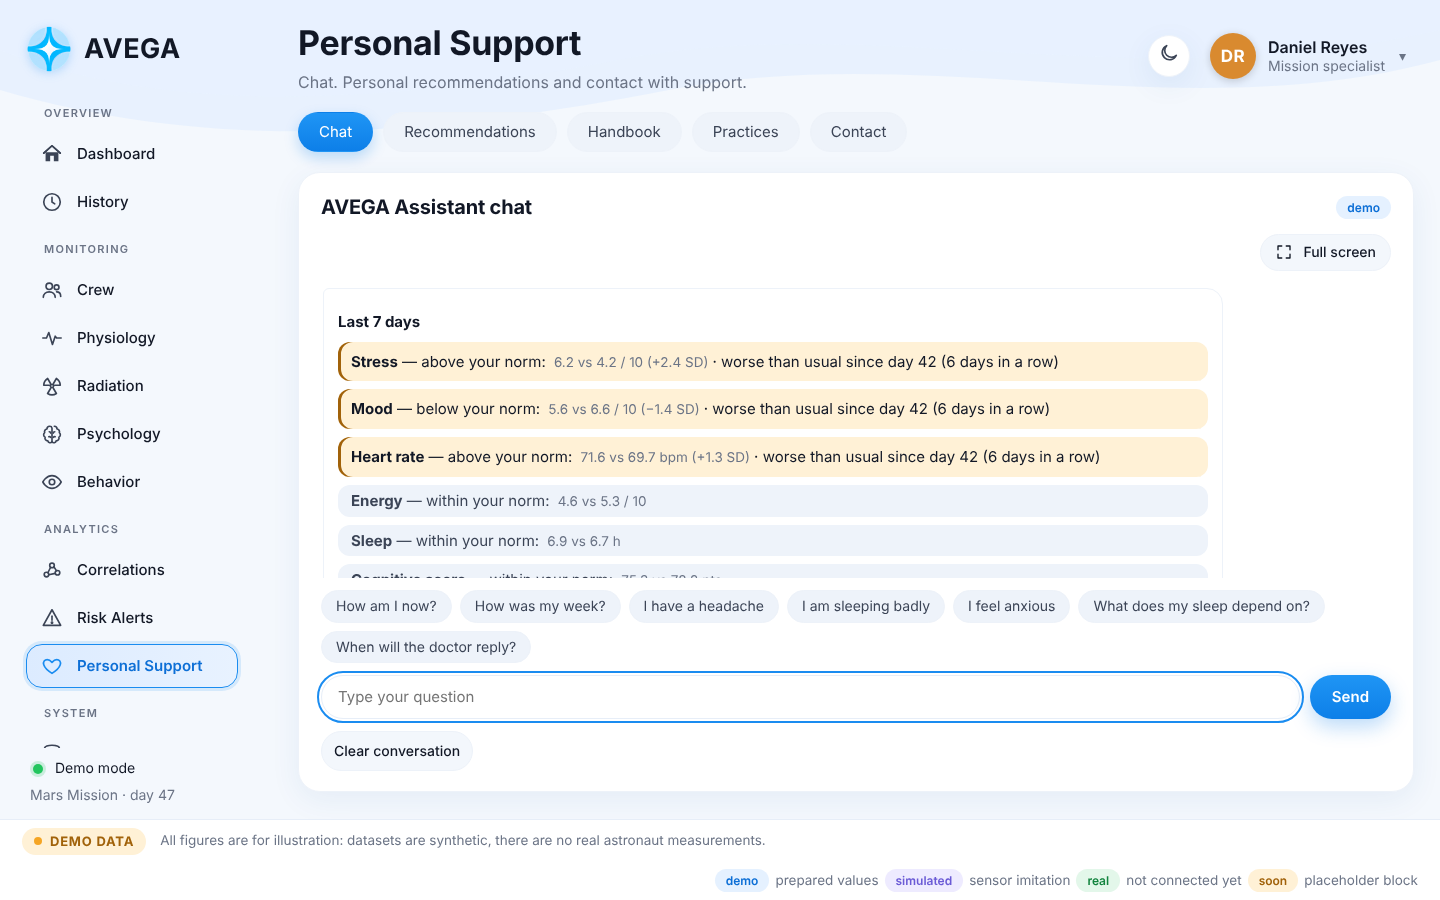 AVEGA
OVERVIEW
Dashboard
History
MONITORING
Crew
Physiology
Radiation
Psychology
Behavior
ANALYTICS
Correlations
Risk Alerts
Personal Support
SYSTEM
Demo mode
Mars Mission · day 47
Personal Support
Chat. Personal recommendations and contact with support.
DR
Daniel Reyes
Mission specialist
Chat
Recommendations
Handbook
Practices
Contact
AVEGA Assistant chat
demo
Full screen
Last 7 days
Stress — above your norm: 6.2 vs 4.2 / 10 (+2.4 SD) · worse than usual since day 42 (6 days in a row)
Mood — below your norm: 5.6 vs 6.6 / 10 (−1.4 SD) · worse than usual since day 42 (6 days in a row)
Heart rate — above your norm: 71.6 vs 69.7 bpm (+1.3 SD) · worse than usual since day 42 (6 days in a row)
Energy — within your norm: 4.6 vs 5.3 / 10
Sleep — within your norm: 6.9 vs 6.7 h
Cognitive score — within your norm:
How am I now?
How was my week?
I have a headache
I am sleeping badly
I feel anxious
What does my sleep depend on?
When will the doctor reply?
Type your question
Send
Clear conversation
DEMO DATA
All figures are for illustration: datasets are synthetic, there are no real astronaut measurements.
demo prepared values simulated sensor imitation real not connected yet soon placeholder block